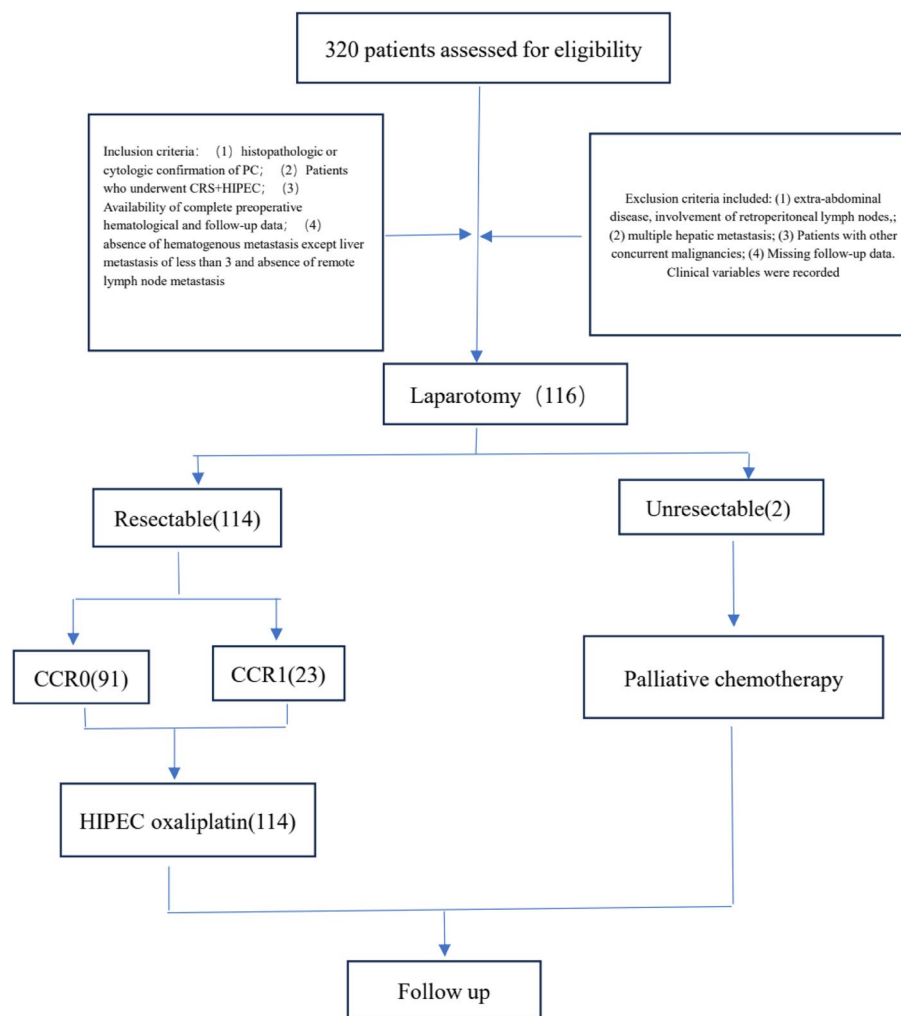 320 patients assessed for eligibility
Inclusion criteria: （1）histopathologic or
cytologic confirmation of PC; （2）Patients
who underwent CRS+HIPEC; （3）
Availability of complete preoperative
hematological and follow-up data; （4）
absence of hematogenous metastasis except liver
metastasis of less than 3 and absence of remote
lymph node metastasis
Exclusion criteria included: (1) extra-abdominal
disease, involvement of retroperitoneal lymph nodes,;
(2) multiple hepatic metastasis; (3) Patients with other
concurrent malignancies; (4) Missing follow-up data.
Clinical variables were recorded
Laparotomy（116）
Resectable(114)
Unresectable(2)
CCR0(91)
CCR1(23)
Palliative chemotherapy
HIPEC oxaliplatin(114)
Follow up